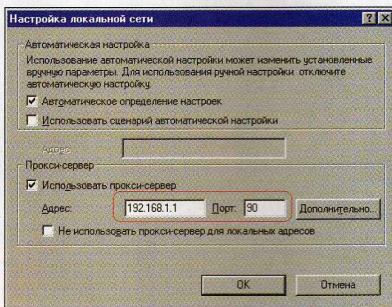 Настройка локальной сети
Автоматическая настройка
Использование автоматической настройки может изменить установленные
вручную параметры. Для использования ручной настройки отключите
автоматическую настройку.
Автоматическое определение настроек
Использовать сценарий автоматической настройки
Адрес
Прокси-сервер
Использовать прокси-сервер
Адрес: 192.168.1.1 Порт: 90 Дополнительно...
Не использовать прокси-сервер для локальных адресов
OK Отмена